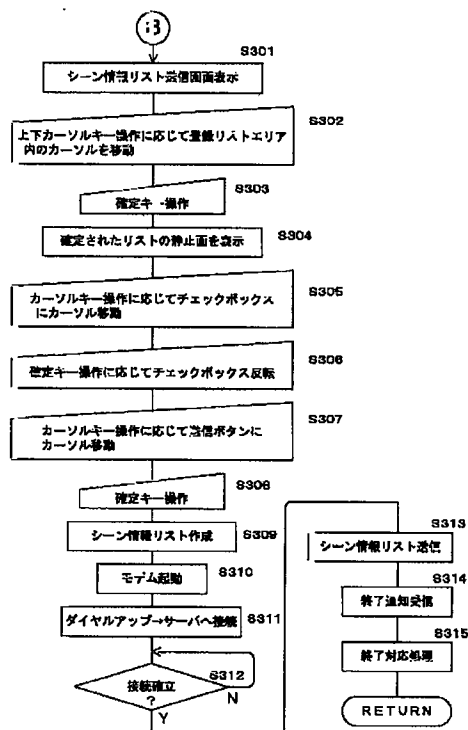 i3
S301
シーン情報リスト送信画面表示
S302
上下カーソルキー操作に応じて登録リストエリア
内のカーソルを移動
S303
確定キー操作
S304
確定されたリストの静止画を表示
S305
カーソルキー操作に応じてチェックボックス
にカーソル移動
S306
確定キー操作に応じてチェックボックス反転
S307
カーソルキー操作に応じて送信ボタンに
カーソル移動
S308
確定キー操作
シーン情報リスト作成
S309
S310
モデム起動
ダイヤルアップ→サーバへ接続
S311
S312
接続確立
?
N
Y
S313
シーン情報リスト送信
S314
終了通知受信
S315
終了対応処理
RETURN